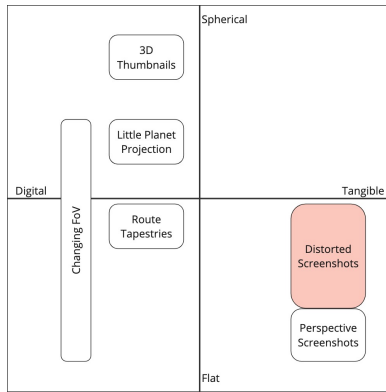 Spherical
3D
Thumbnails
Little Planet
Projection
Digital
Tangible
Changing FoV
Route
Tapestries
Distorted
Screenshots
Perspective
Screenshots
Flat